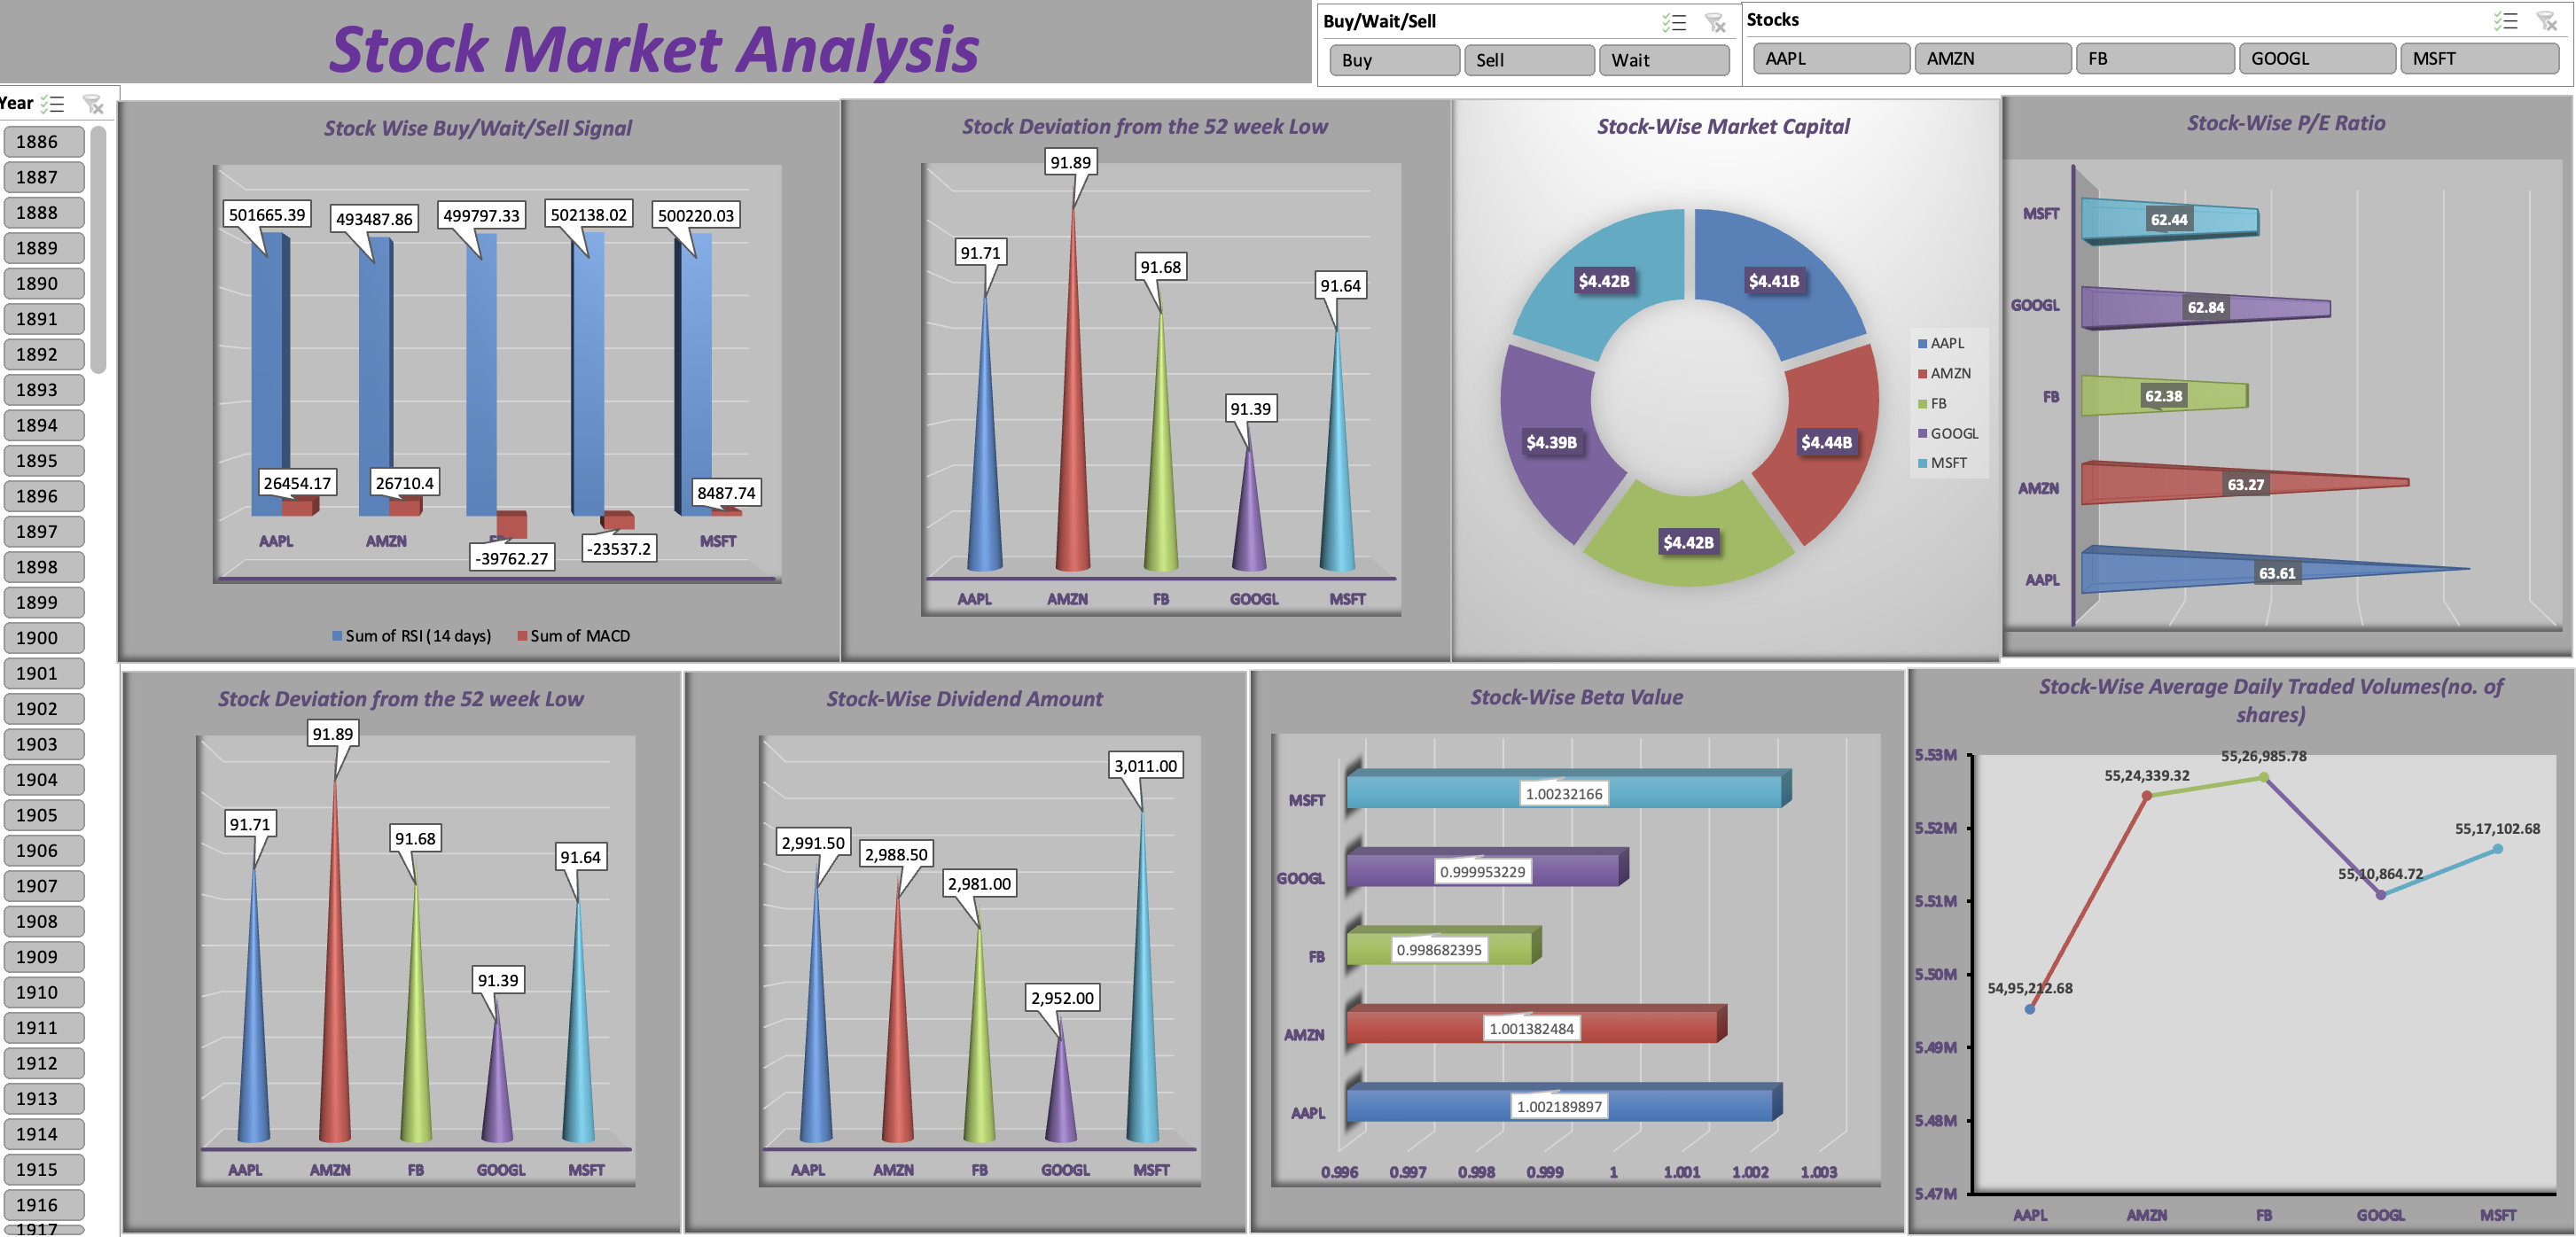 Stock Market Analysis
Buy/Wait/Sell
Buy
Sell
Wait
Stocks
AAPL
AMZN
FB
GOOGL
MSFT
Year
1886
1887
1888
1889
1890
1891
1892
1893
1894
1895
1896
1897
1898
1899
1900
1901
1902
1903
1904
1905
1906
1907
1908
1909
1910
1911
1912
1913
1914
1915
1916
1917
Stock Wise Buy/Wait/Sell Signal
501665.39
493487.86
499797.33
502138.02
500220.03
26454.17
26710.4
-39762.27
-23537.2
8487.74
AAPL
AMZN
MSFT
Sum of RSI (14 days)
Sum of MACD
Stock Deviation from the 52 week Low
91.71
91.89
91.68
91.39
91.64
AAPL
AMZN
FB
GOOGL
MSFT
Stock-Wise Market Capital
$4.42B
$4.41B
$4.39B
$4.44B
$4.42B
AAPL
AMZN
FB
GOOGL
MSFT
Stock-Wise P/E Ratio
MSFT
62.44
GOOGL
62.84
FB
62.38
AMZN
63.27
AAPL
63.61
Stock Deviation from the 52 week Low
91.71
91.89
91.68
91.39
91.64
AAPL
AMZN
FB
GOOGL
MSFT
Stock-Wise Dividend Amount
2,991.50
2,988.50
2,981.00
2,952.00
3,011.00
AAPL
AMZN
FB
GOOGL
MSFT
Stock-Wise Beta Value
MSFT
1.00232166
GOOGL
0.999953229
FB
0.998682395
AMZN
1.001382484
AAPL
1.002189897
0.996
0.997
0.998
0.999
1
1.001
1.002
1.003
Stock-Wise Average Daily Traded Volumes(no. of
shares)
5.53M
5.52M
5.51M
5.50M
5.49M
5.48M
5.47M
54,95,212.68
55,24,339.32
55,26,985.78
55,10,864.72
55,17,102.68
AAPL
AMZN
FB
GOOGL
MSFT